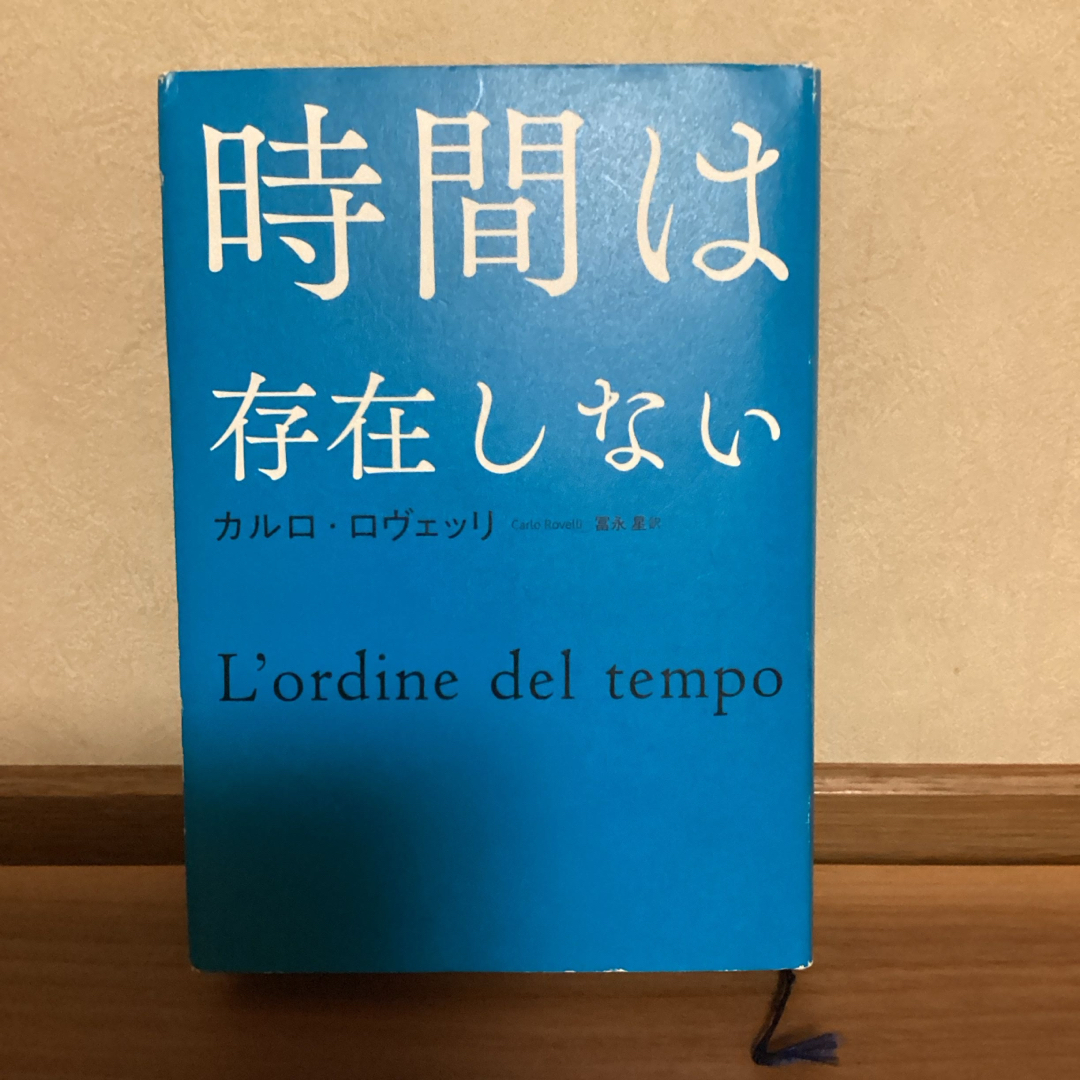 時間は
存在しない
カルロ・ロヴェッリ Carlo Rovelli 冨永 星 訳
L'ordine del tempo